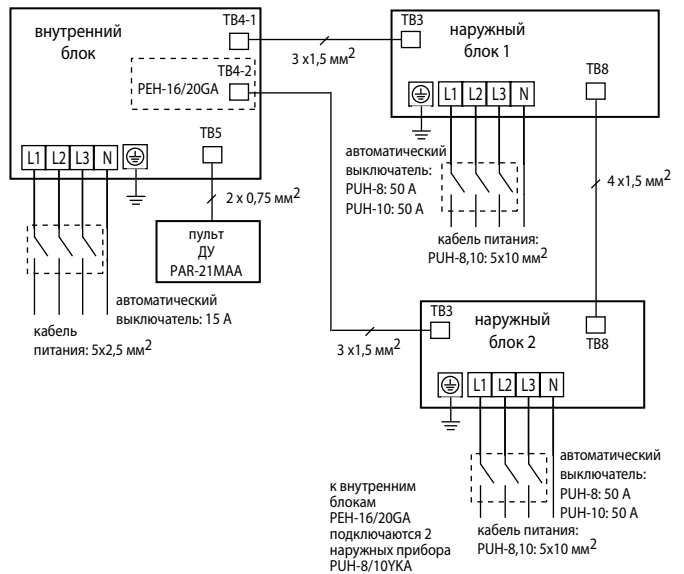 внутренний
блок
TB4-1
TB4-2
PEH-16/20GA
TB5
L1 L2 L3 N
2 x 0,75 мм2
пульт
ДУ
PAR-21MAA
автоматический
выключатель: 15 А
кабель
питания: 5x2,5 мм2
3 x1,5 мм2
TB3
наружный
блок 1
TB8
L1 L2 L3 N
автоматический
выключатель:
PUH-8: 50 А
PUH-10: 50 А
кабель питания:
PUH-8,10: 5x10 мм2
4 x1,5 мм2
3 x1,5 мм2
TB3
наружный
блок 2
TB8
L1 L2 L3 N
автоматический
выключатель:
PUH-8: 50 А
PUH-10: 50 А
кабель питания:
PUH-8,10: 5x10 мм2
к внутренним
блокам
PEH-16/20GA
подключаются 2
наружных прибора
PUH-8/10YKA